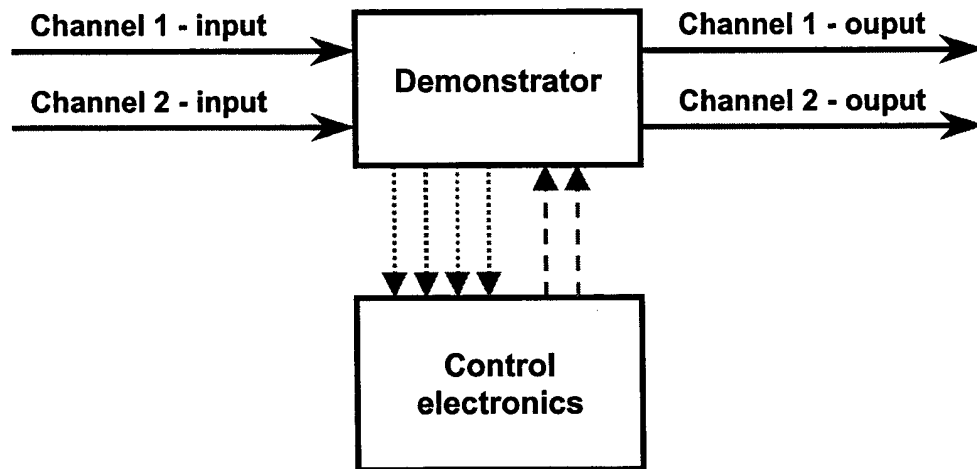 Channel 1 - input
Channel 1 - ouput
Demonstrator
Channel 2 - input
Channel 2 - ouput
Control
electronics